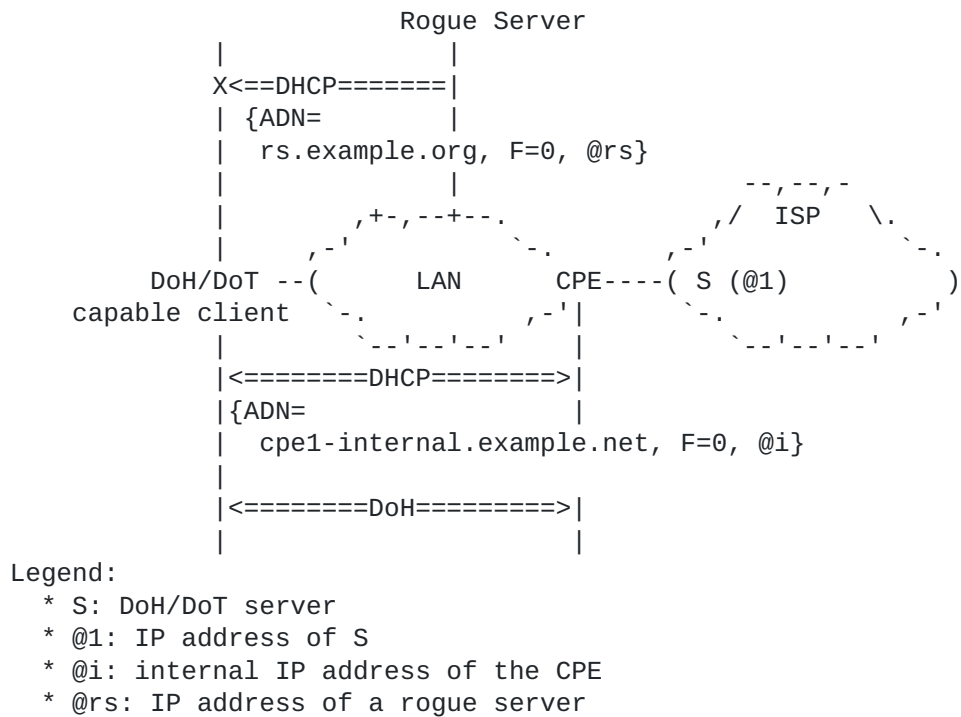 Rogue Server
             |              |
             X<==DHCP=======|
             | {ADN=        |
             |  rs.example.org, F=0, @rs}
             |              |                  --,--,-
             |        ,+-,--+--.             ,/  ISP   \.
             |     ,-'          `-.       ,-'            `-.
         DoH/DoT --(      LAN      CPE----( S (@1)          )
    capable client  `-.          ,-'|      `-.           ,-'
             |        `--'--'--'    |         `--'--'--'
             |<========DHCP========>|
             |{ADN=                 |
             |  cpe1-internal.example.net, F=0, @i}
             |
             |<========DoH=========>|
             |                      |
Legend:
  * S: DoH/DoT server
  * @1: IP address of S
  * @i: internal IP address of the CPE
  * @rs: IP address of a rogue server